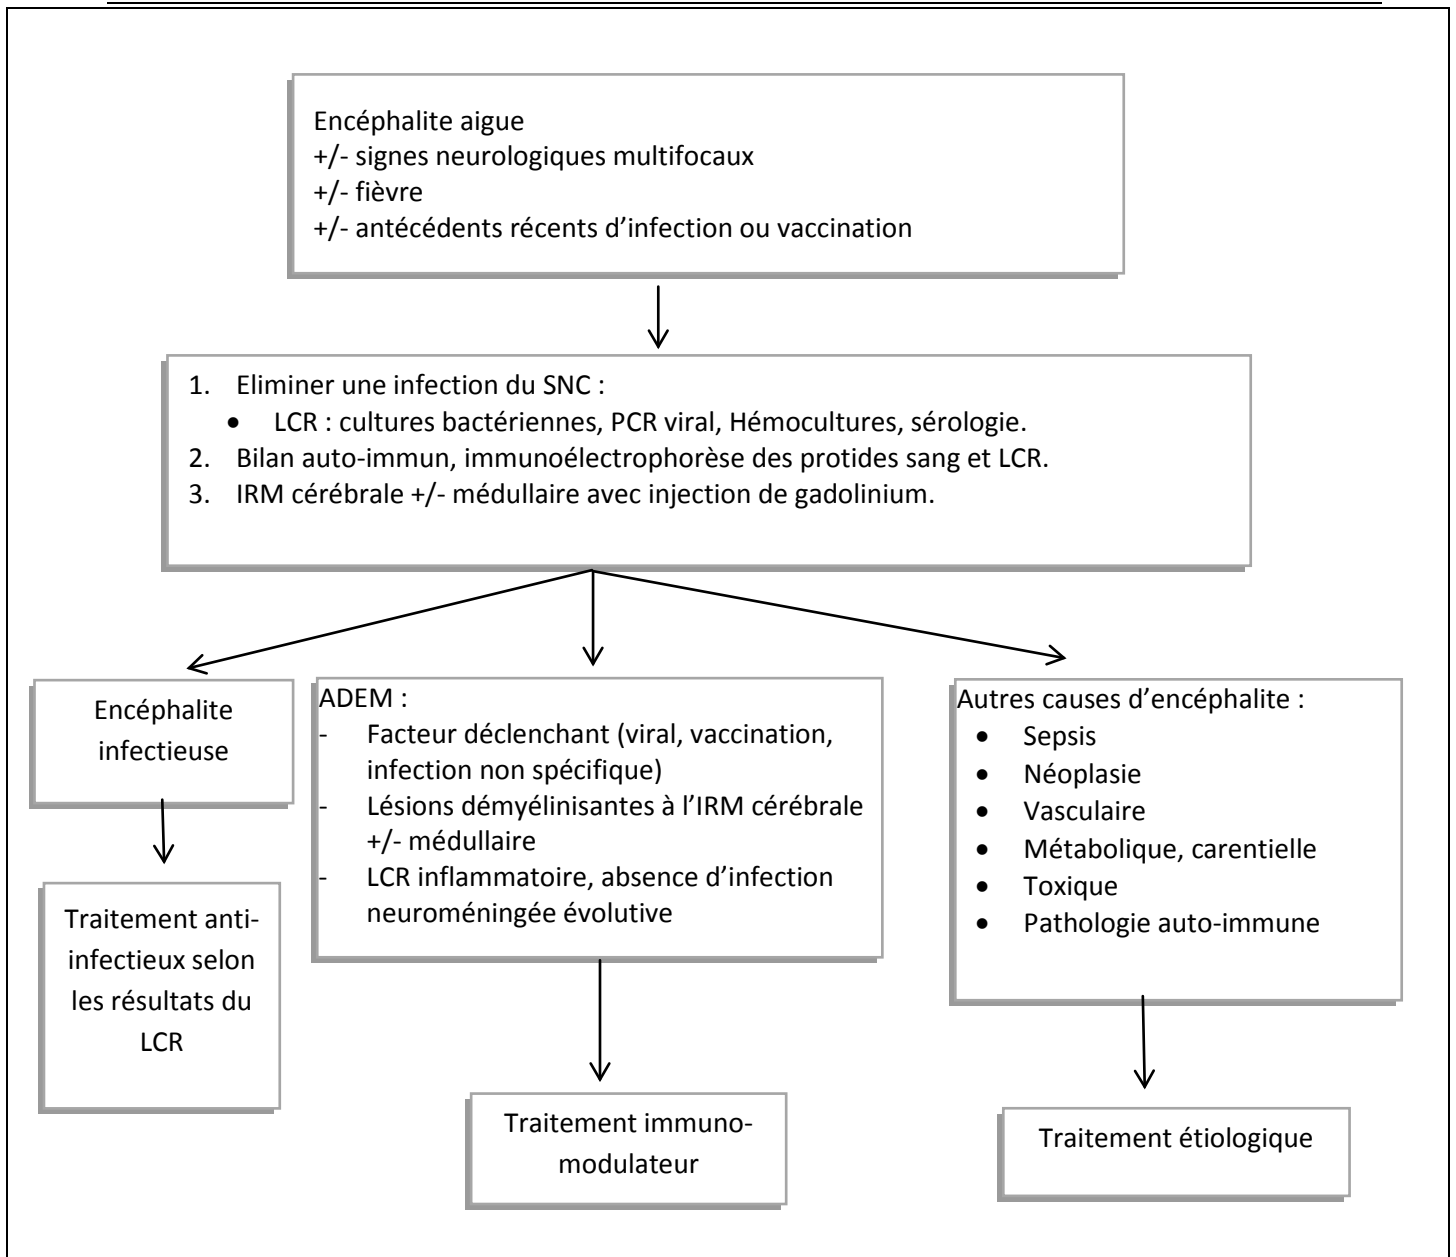 Encéphalite aigue
+/- signes neurologiques multifocaux
+/- fièvre
+/- antécédents récents d’infection ou vaccination
1. Eliminer une infection du SNC :
• LCR : cultures bactériennes, PCR viral, Hémocultures, sérologie.
2. Bilan auto-immun, immunoélectrophorèse des protides sang et LCR.
3. IRM cérébrale +/- médullaire avec injection de gadolinium.
Encéphalite
infectieuse
Traitement anti-
infectieux selon
les résultats du
LCR
ADEM :
- Facteur déclenchant (viral, vaccination,
infection non spécifique)
- Lésions démyélinisantes à l’IRM cérébrale
+/- médullaire
- LCR inflammatoire, absence d’infection
neuroméningée évolutive
Traitement immuno-
modulateur
Autres causes d’encéphalite :
• Sepsis
• Néoplasie
• Vasculaire
• Métabolique, carentielle
• Toxique
• Pathologie auto-immune
Traitement étiologique